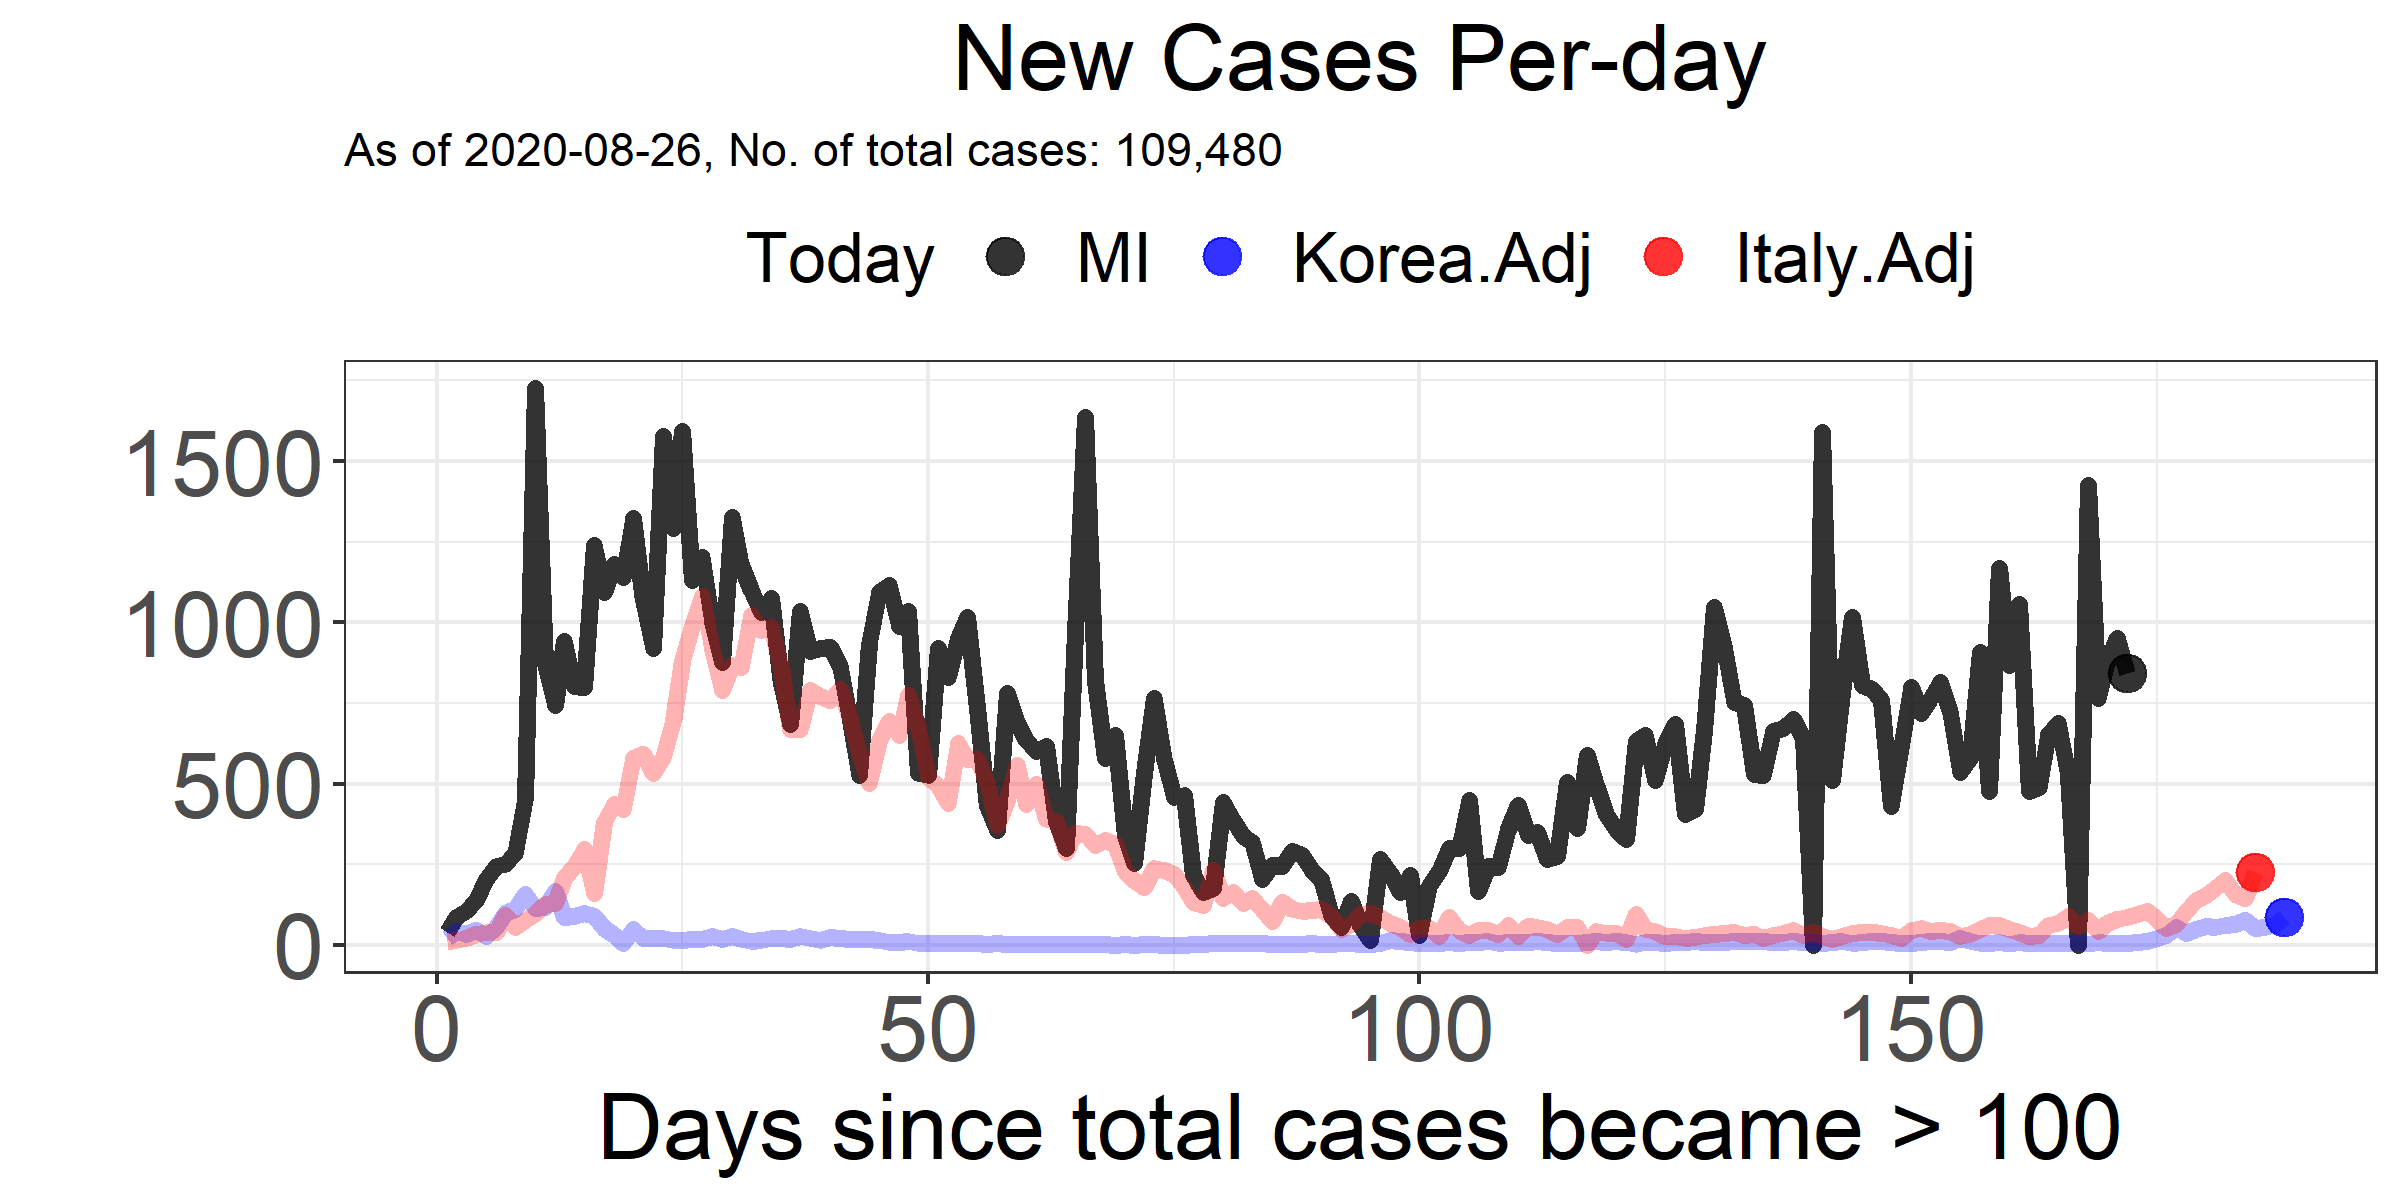 New Cases Per-day
As of 2020-08-26, No. of total cases: 109,480
Today MI Korea.Adj Italy.Adj
1500
1000
500
0
0 50 100 150
Days since total cases became > 100